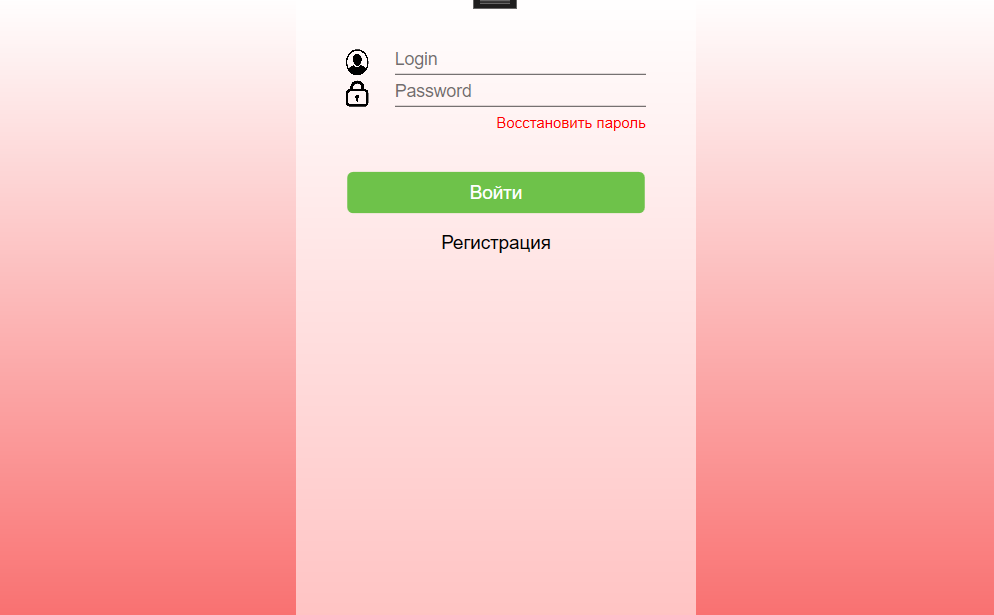 Login
Password
Восстановить пароль
Войти
Регистрация